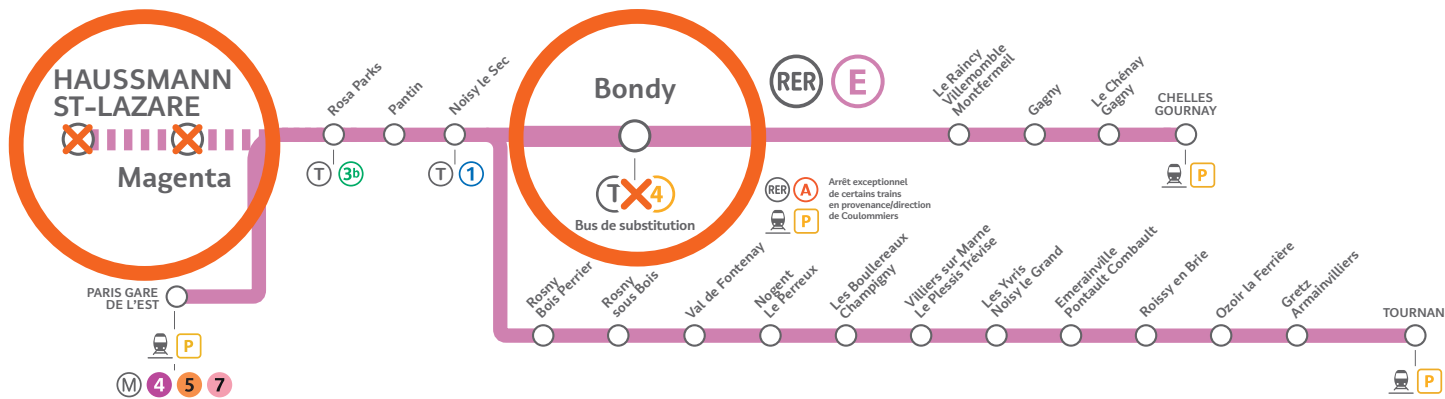 HAUSSMANN
ST-LAZARE
Magenta
PARIS GARE
DE L'EST
P
M 4 5 7
Rosa Parks
T 3b
Pantin
Noisy le Sec
T 1
Bondy
T 4
Bus de substitution
RER E
Le Raincy
Villemomble
Montfermeil
Gagny
Le Chénay
Gagny
CHELLES
GOURNAY
P
RER A
P
Arrêt exceptionnel
de certains trains
en provenance/direction
de Coulommiers
Rosny
Bois Perrier
Rosny
sous Bois
Val de Fontenay
Nogent
Le Perreux
Les Boullereaux
Champigny
Villiers sur Marne
Le Plessis Trévise
Les Yvris
Noisy le Grand
Emerainville
Pontault Combault
Roissy en Brie
Ozoir la Ferrière
Gretz
Armainvilliers
TOURNAN
P